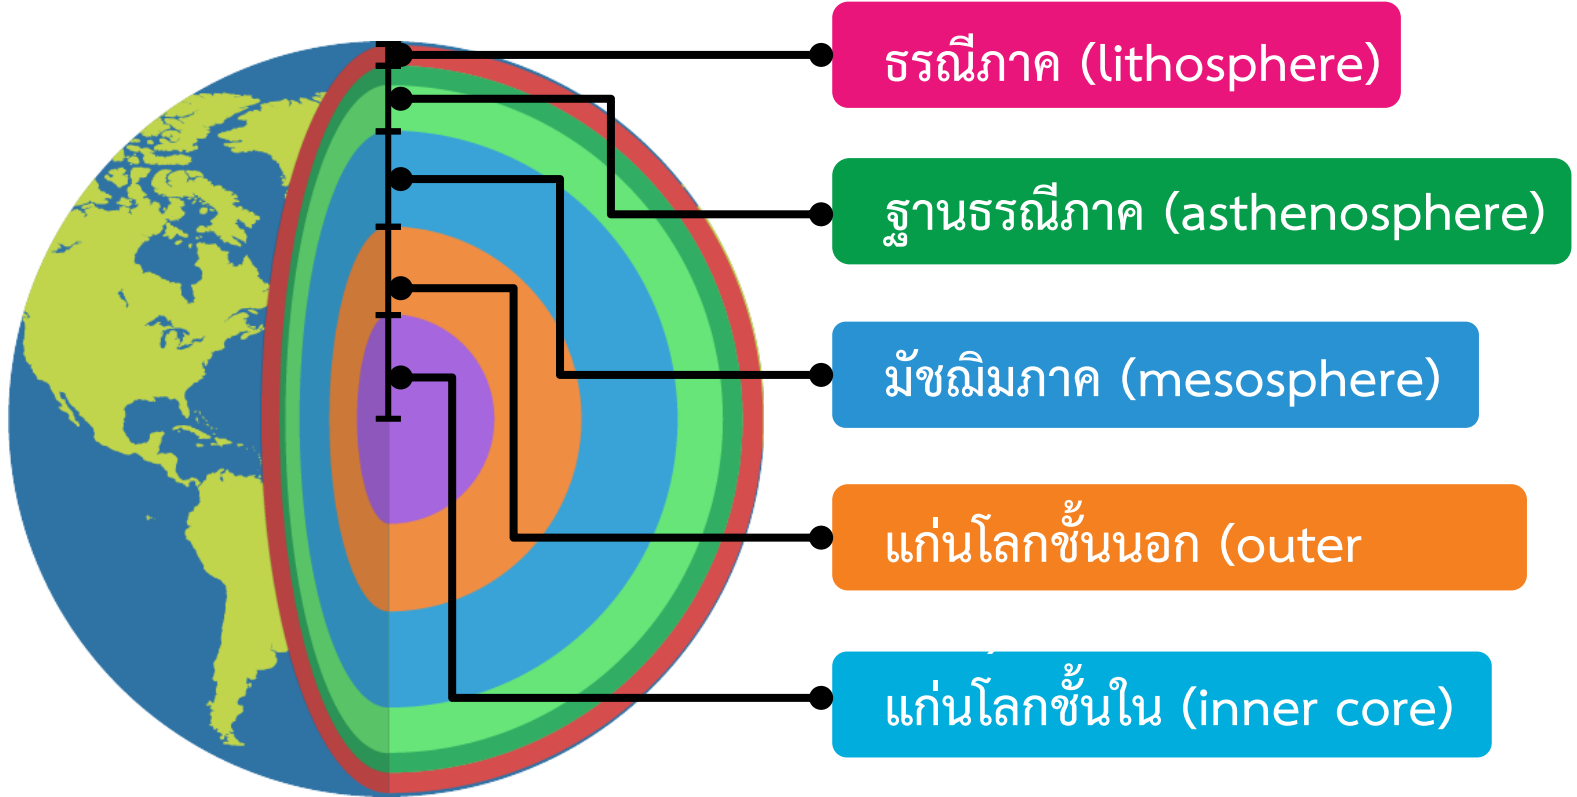 ธรณีภาค (lithosphere)
ฐานธรณีภาค (asthenosphere)
มัชฌิมภาค (mesosphere)
แก่นโลกชั้นนอก (outer
แก่นโลกชั้นใน (inner core)